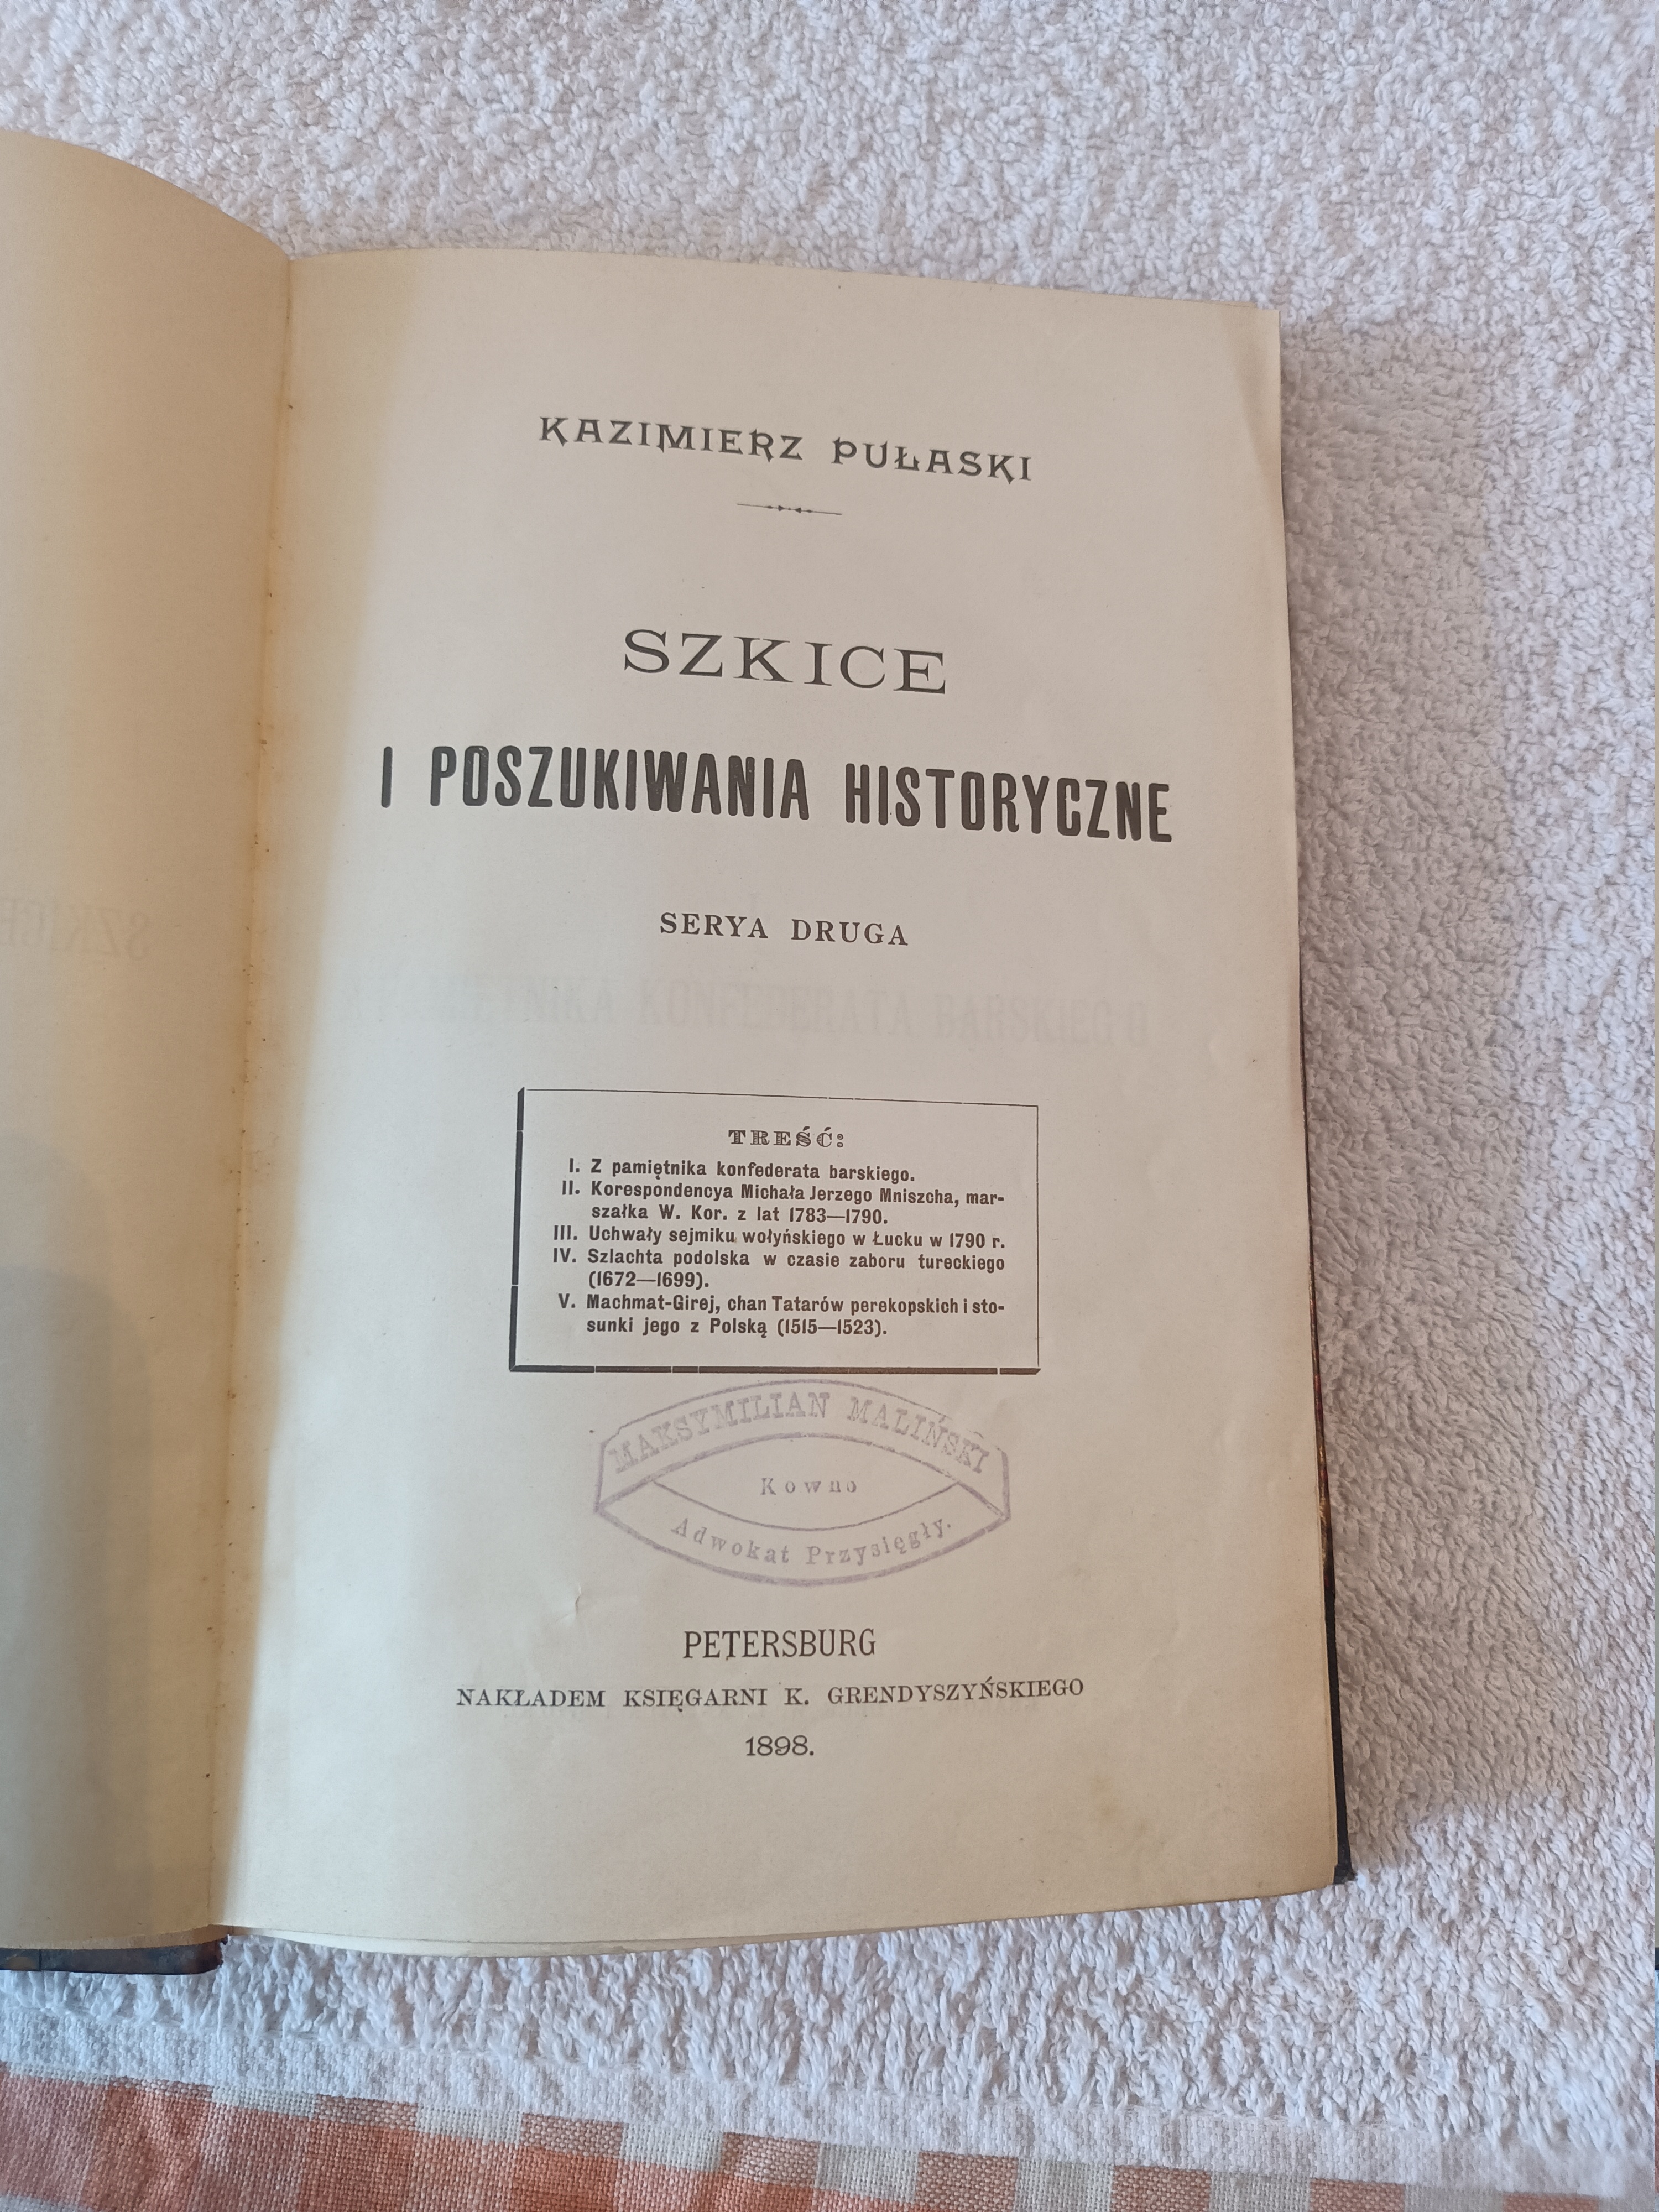 KAZIMIERZ PUŁASKI
SZKICE
I POSZUKIWANIA HISTORYCZNE
SERYA DRUGA
TREŚĆ:
I. Z pamiętnika konfederata barskiego.
II. Korespondencya Michała Jerzego Mniszcha, mar-
szałka W. Kor. z lat 1783—1790.
III. Uchwały sejmiku wołyńskiego w Łucku w 1790 r.
IV. Szlachta podolska w czasie zaboru tureckiego
(1672—1699).
V. Machmat-Girej, chan Tatarów perekopskich i sto-
sunki jego z Polską (1515—1523).
MAKSYMILIAN MALIŃSKI
Kowno
Adwokat Przysięgły.
PETERSBURG
NAKŁADEM KSIĘGARNI K. GRENDYSZYŃSKIEGO
1898.